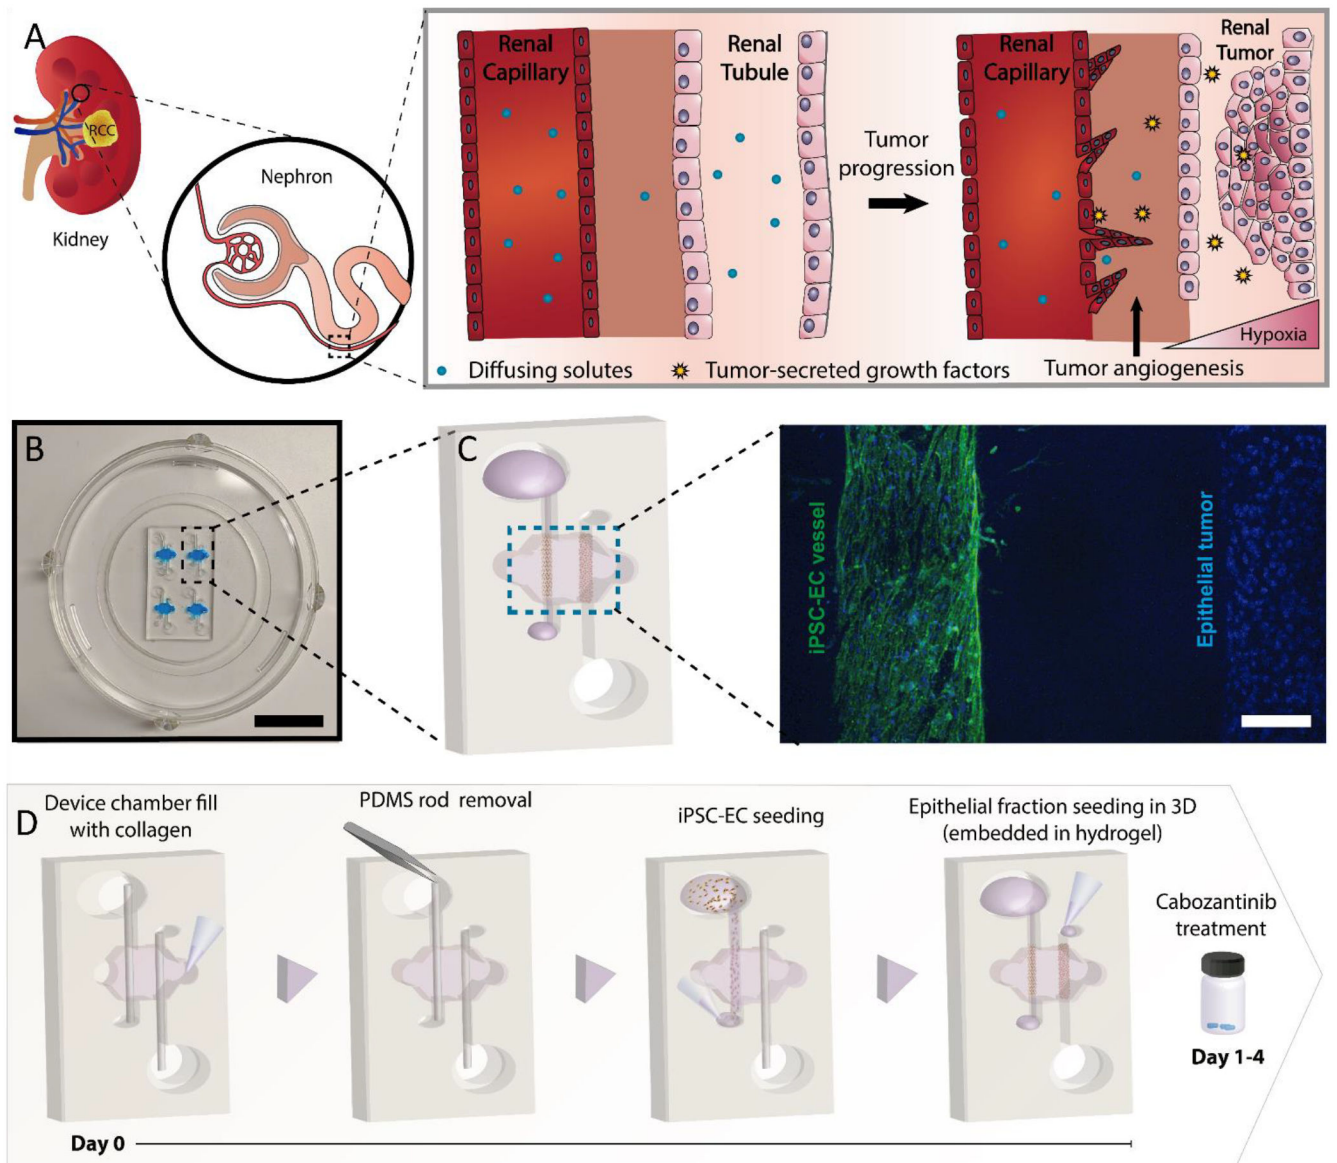 A
RCC
Kidney
Nephron
Renal
Capillary
Renal
Tubule
Tumor
progression
Renal
Capillary
Renal
Tumor
Hypoxia
Diffusing solutes
Tumor-secreted growth factors
Tumor angiogenesis
B
C
iPSC-EC vessel
Epithelial tumor
D
Device chamber fill
with collagen
PDMS rod removal
iPSC-EC seeding
Epithelial fraction seeding in 3D
(embedded in hydrogel)
Cabozantinib
treatment
Day 1-4
Day 0